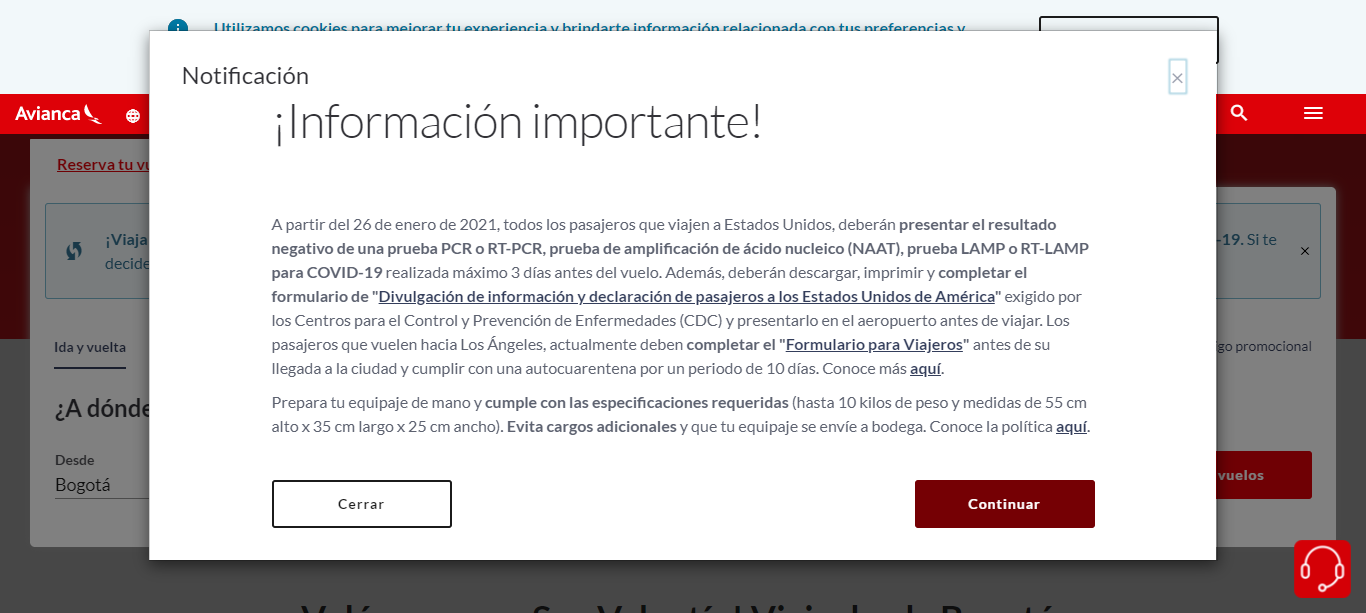 Utilizamos cookies para mejorar tu experiencia y brindarte información relacionada con tus preferencias y
Notificación
×
¡Información importante!
Avianca
Reserva tu
¡Viaja
decide
-19. Si te
×
A partir del 26 de enero de 2021, todos los pasajeros que viajen a Estados Unidos, deberán presentar el resultado
negativo de una prueba PCR o RT-PCR, prueba de amplificación de ácido nucleico (NAAT), prueba LAMP o RT-LAMP
para COVID-19 realizada máximo 3 días antes del vuelo. Además, deberán descargar, imprimir y completar el
formulario de "Divulgación de información y declaración de pasajeros a los Estados Unidos de América" exigido por
los Centros para el Control y Prevención de Enfermedades (CDC) y presentarlo en el aeropuerto antes de viajar. Los
pasajeros que vuelen hacia Los Ángeles, actualmente deben completar el "Formulario para Viajeros" antes de su
llegada a la ciudad y cumplir con una autocuarentena por un periodo de 10 días. Conoce más aquí.
Prepara tu equipaje de mano y cumple con las especificaciones requeridas (hasta 10 kilos de peso y medidas de 55 cm
alto x 35 cm largo x 25 cm ancho). Evita cargos adicionales y que tu equipaje se envíe a bodega. Conoce la política aquí.
Ida y vuelta
promocional
¿A dónde
Desde
Bogotá
vuelos
Cerrar
Continuar